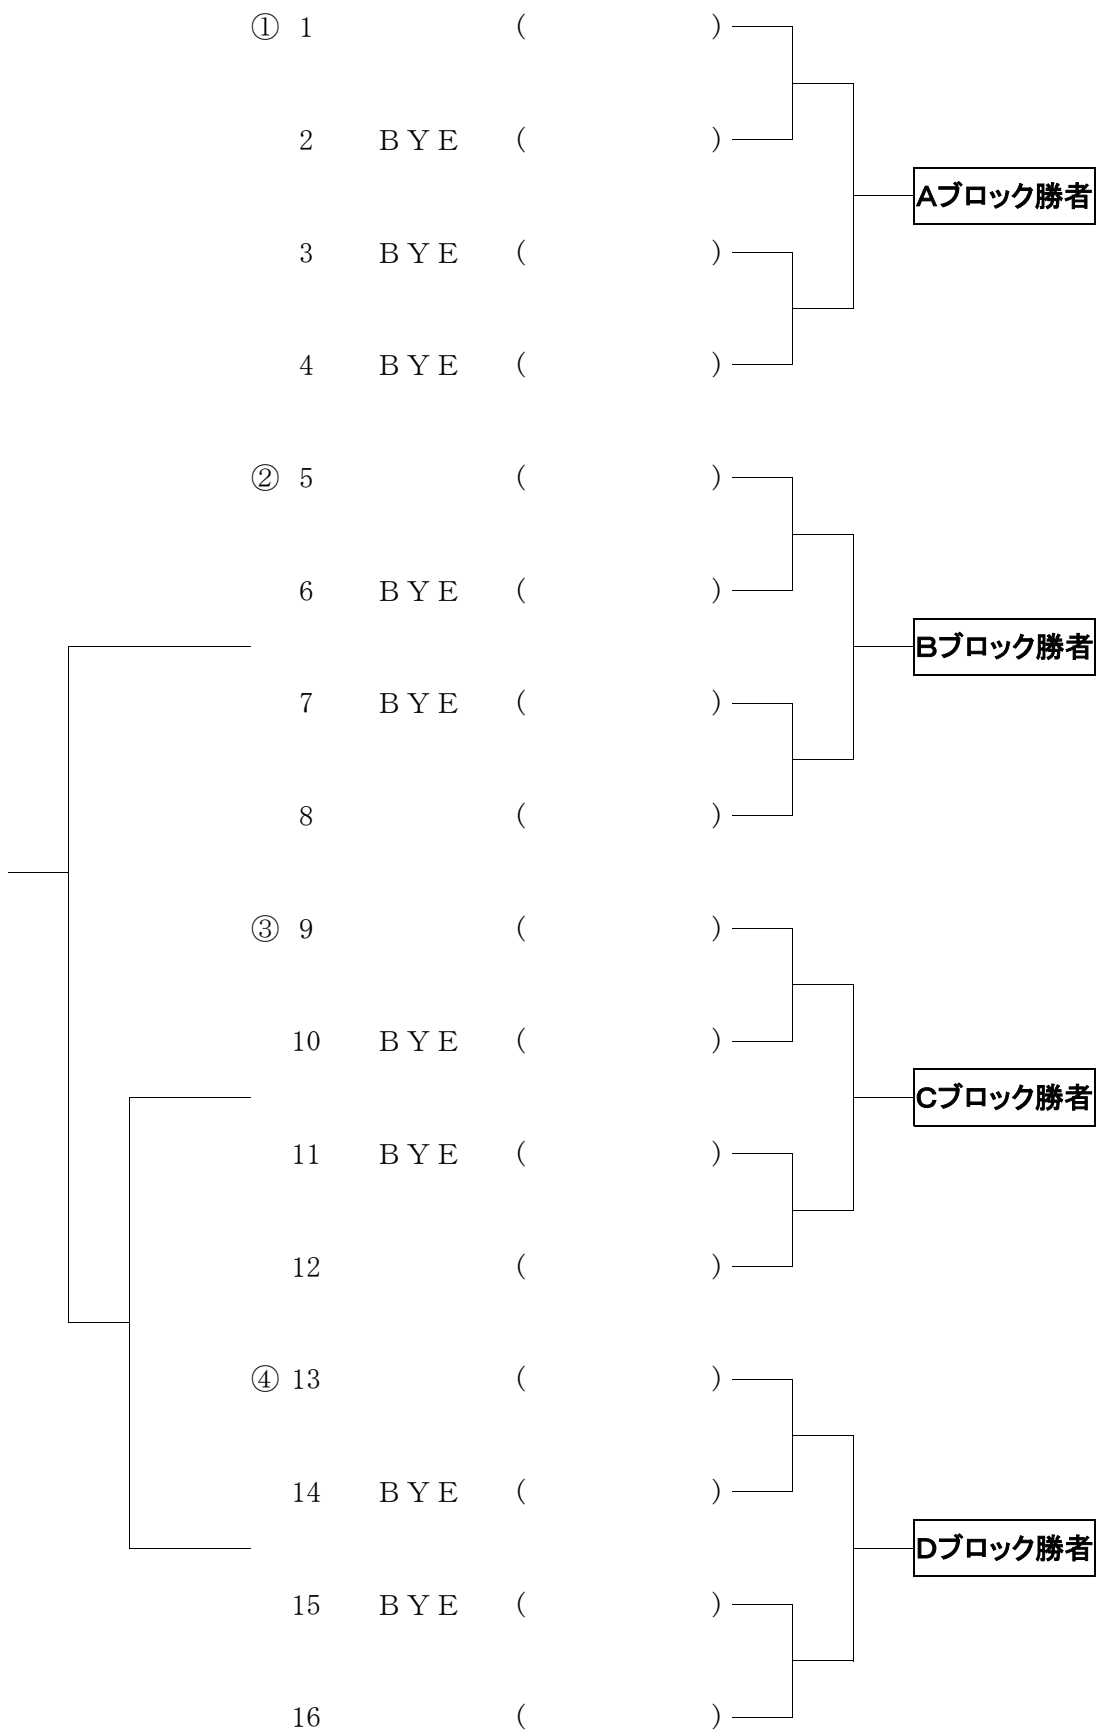 ① 1 ( )
2 ＢＹＥ ( )
Aブロック勝者
3 ＢＹＥ ( )
4 ＢＹＥ ( )
② 5 ( )
6 ＢＹＥ ( )
Bブロック勝者
7 ＢＹＥ ( )
8 ( )
③ 9 ( )
10 ＢＹＥ ( )
Cブロック勝者
11 ＢＹＥ ( )
12 ( )
④ 13 ( )
14 ＢＹＥ ( )
Dブロック勝者
15 ＢＹＥ ( )
16 ( )